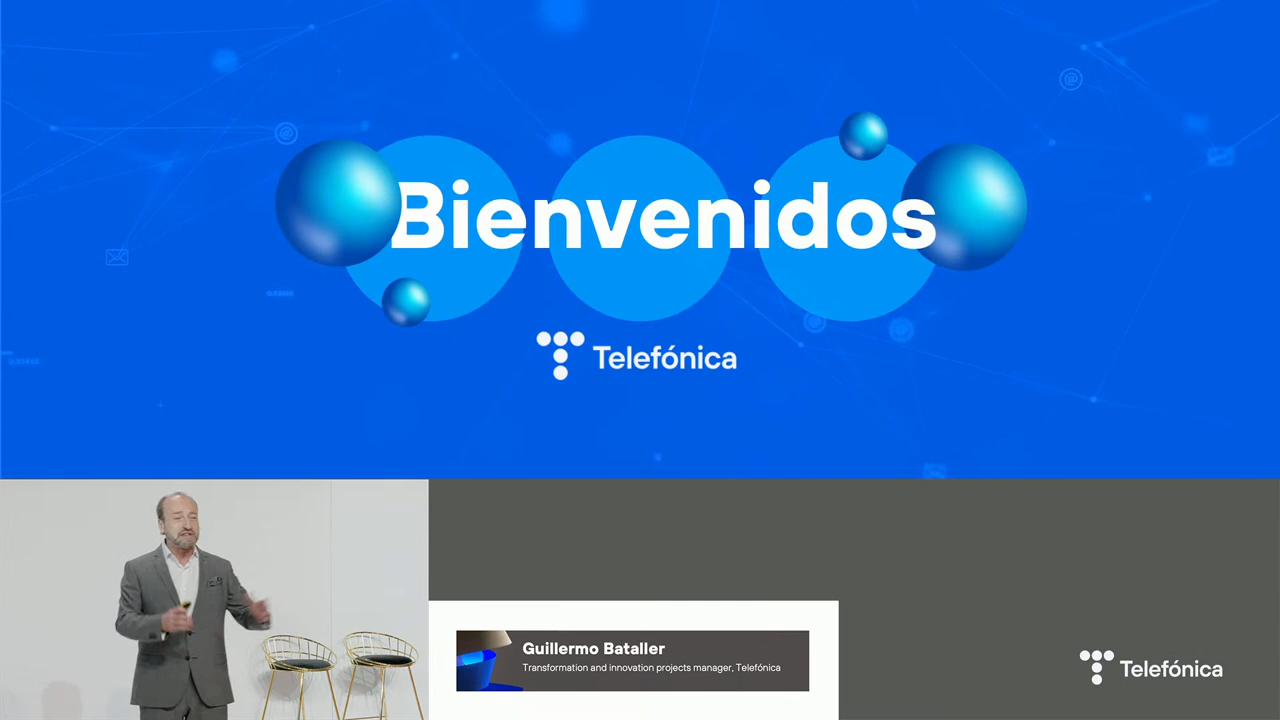 Bienvenidos
Telefónica
Guillermo Bataller
Transformation and innovation projects manager, Telefónica
Telefónica